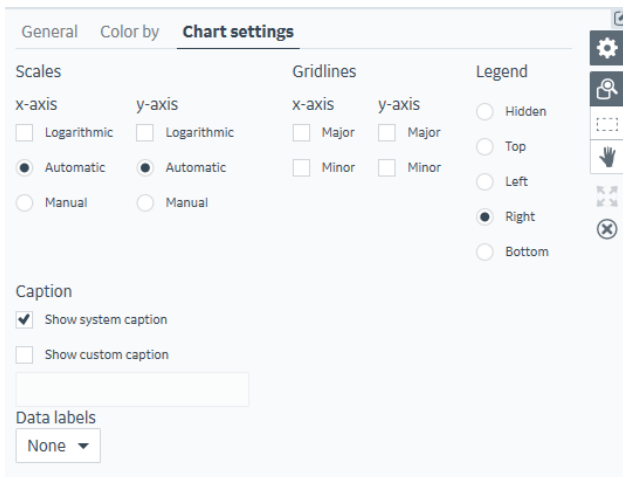 General Color by Chart settings
Scales Gridlines Legend
x-axis y-axis x-axis y-axis
Logarithmic Logarithmic Major Major Hidden
Automatic Automatic Minor Minor Top
Manual Manual Left
Right
Bottom
Caption
Show system caption
Show custom caption
Data labels
None